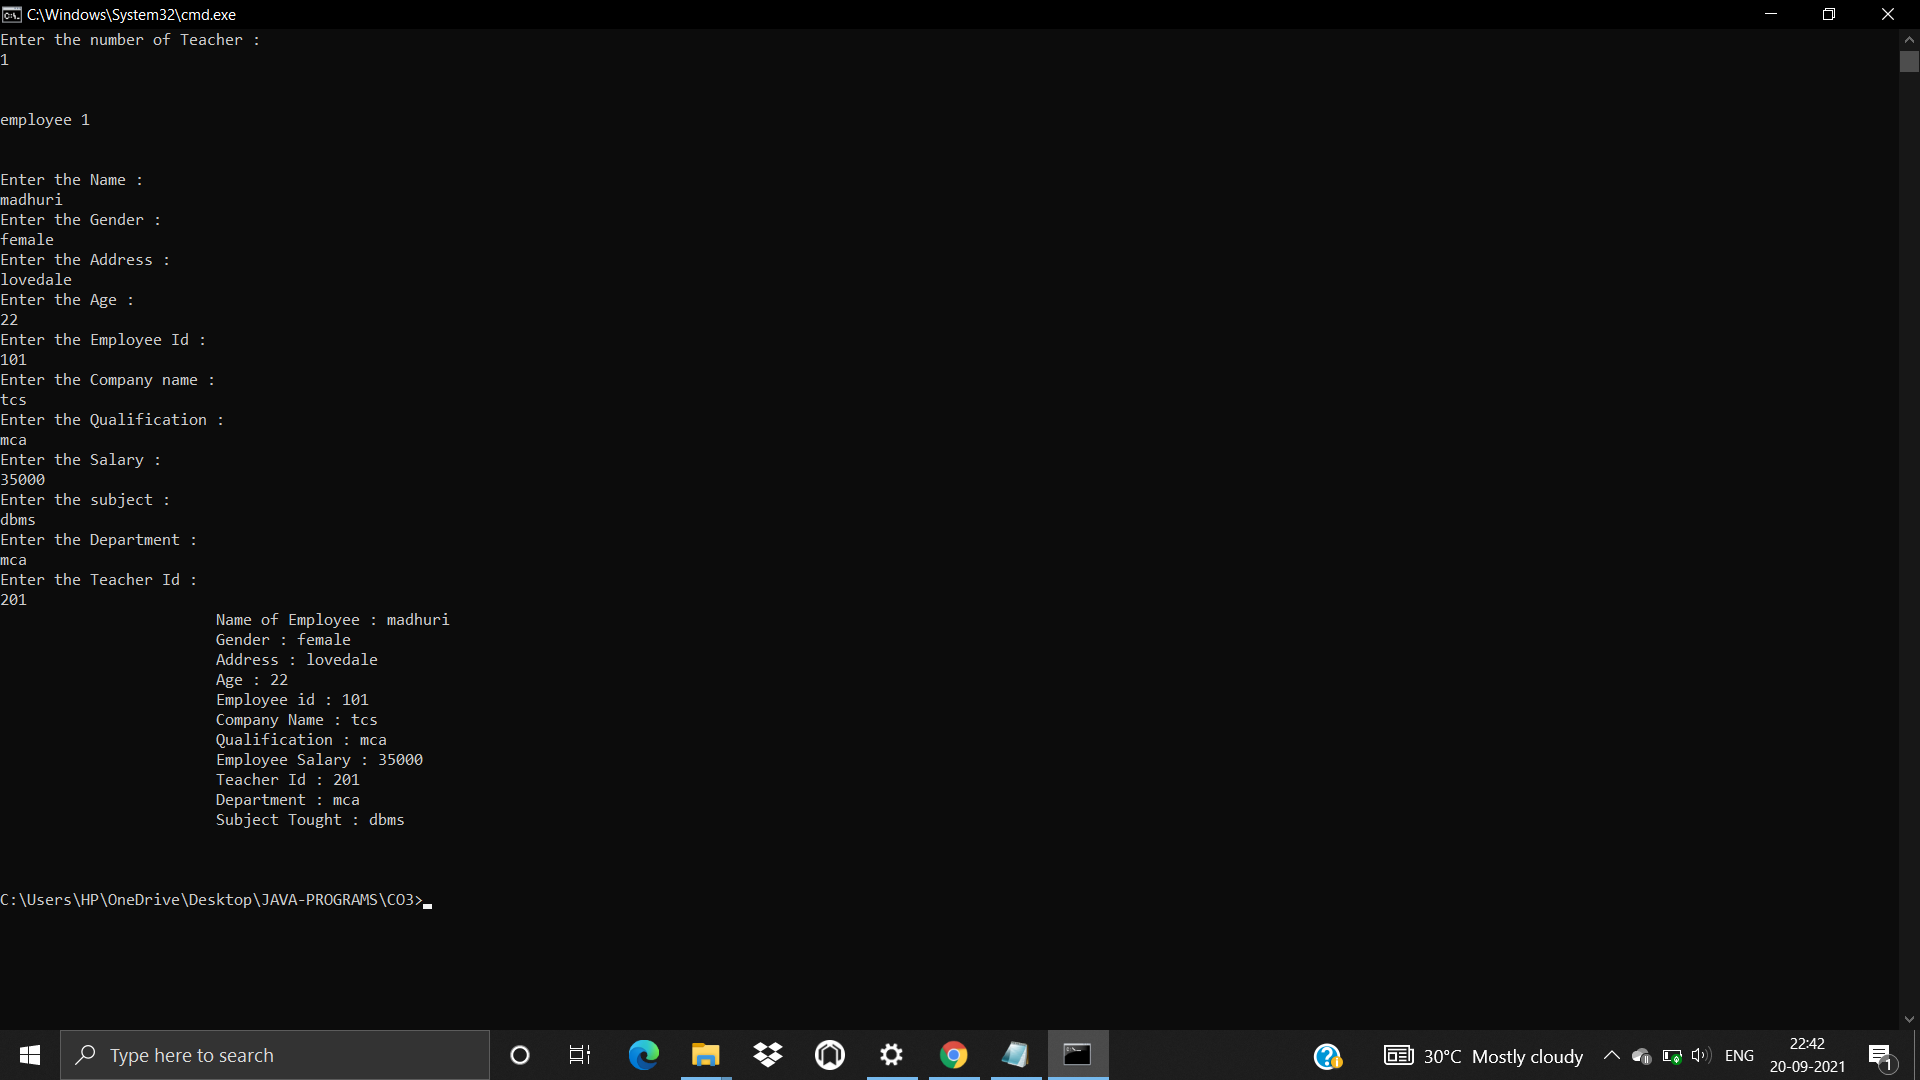 C:\Windows\System32\cmd.exe
Enter the number of Teacher :
1
employee 1
Enter the Name :
madhuri
Enter the Gender :
female
Enter the Address :
lovedale
Enter the Age :
22
Enter the Employee Id :
101
Enter the Company name :
tcs
Enter the Qualification :
mca
Enter the Salary :
35000
Enter the subject :
dbms
Enter the Department :
mca
Enter the Teacher Id :
201
Name of Employee : madhuri
Gender : female
Address : lovedale
Age : 22
Employee id : 101
Company Name : tcs
Qualification : mca
Employee Salary : 35000
Teacher Id : 201
Department : mca
Subject Tought : dbms
C:\Users\HP\OneDrive\Desktop\JAVA-PROGRAMS\CO3>
Type here to search
30°C Mostly cloudy
ENG
22:42
20-09-2021
1